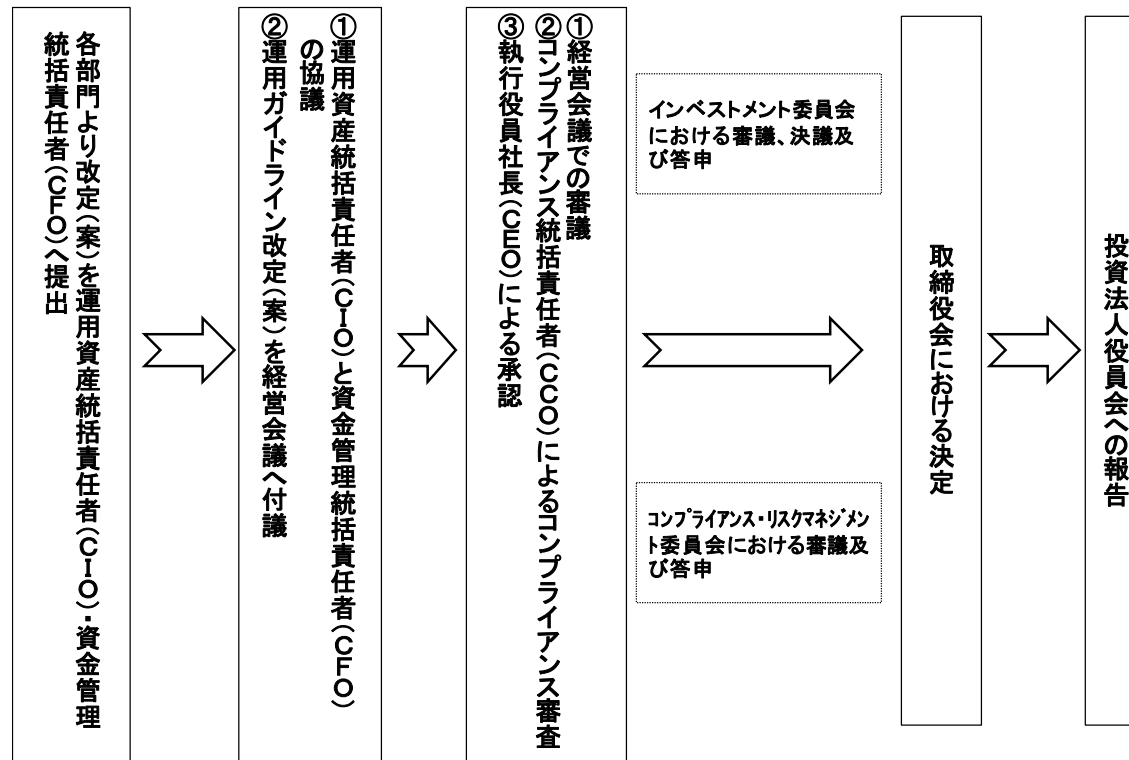 各部門より改定(案)を運用資産統括責任者(CIO)・資金管理
統括責任者(CFO)へ提出
①運用資産統括責任者(CIO)と資金管理統括責任者(CFO)
の協議
②運用ガイドライン改定(案)を経営会議へ付議
①経営会議での審議
②コンプライアンス統括責任者(CCO)によるコンプライアンス審査
③執行役員社長(CEO)による承認
インベストメント委員会
における審議、決議及
び答申
コンプライアンス・リスクマネジメン
ト委員会における審議及
び答申
取締役会における決定
投資法人役員会への報告